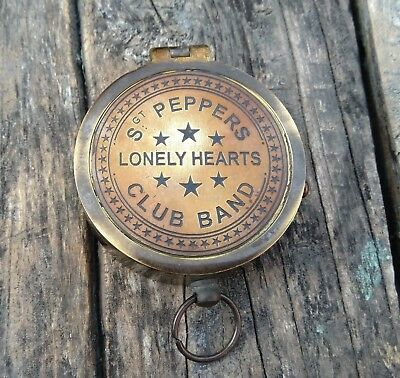 SGT PEPPERS
LONELY HEARTS
CLUB BAND